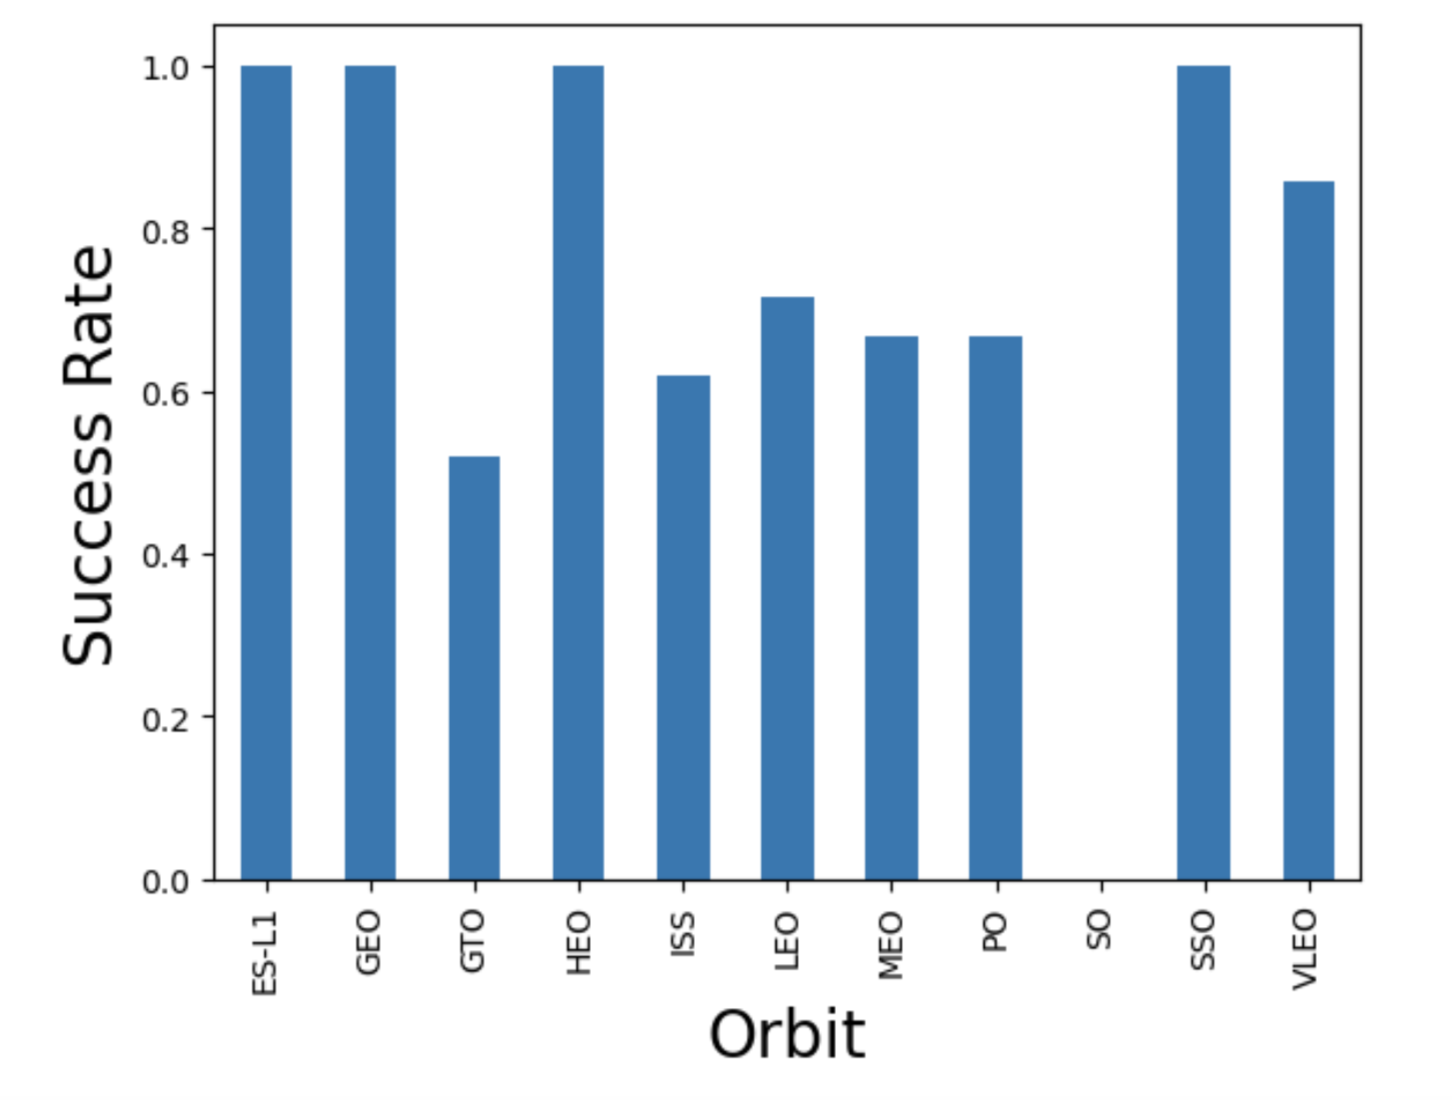 1.0
0.8
0.6
0.4
0.2
0.0
Success Rate
ES-L1
GEO
GTO
HEO
ISS
LEO
MEO
PO
SO
SSO
VLEO
Orbit